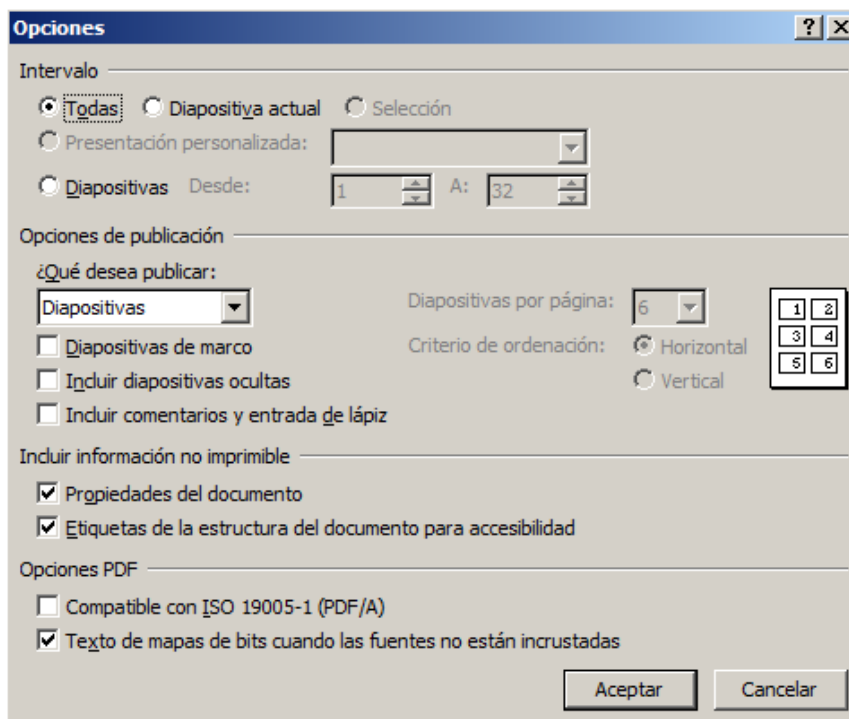 Opciones
Intervalo
Todas Diapositiva actual Selección
Presentación personalizada:
Diapositivas Desde: 1 A: 32
Opciones de publicación
¿Qué desea publicar:
Diapositivas Diapositivas por página: 6
Diapositivas de marco Criterio de ordenación: Horizontal
Incluir diapositivas ocultas Vertical
Incluir comentarios y entrada de lápiz
1 2
3 4
5 6
Incluir información no imprimible
Propiedades del documento
Etiquetas de la estructura del documento para accesibilidad
Opciones PDF
Compatible con ISO 19005-1 (PDF/A)
Texto de mapas de bits cuando las fuentes no están incrustadas
Aceptar Cancelar